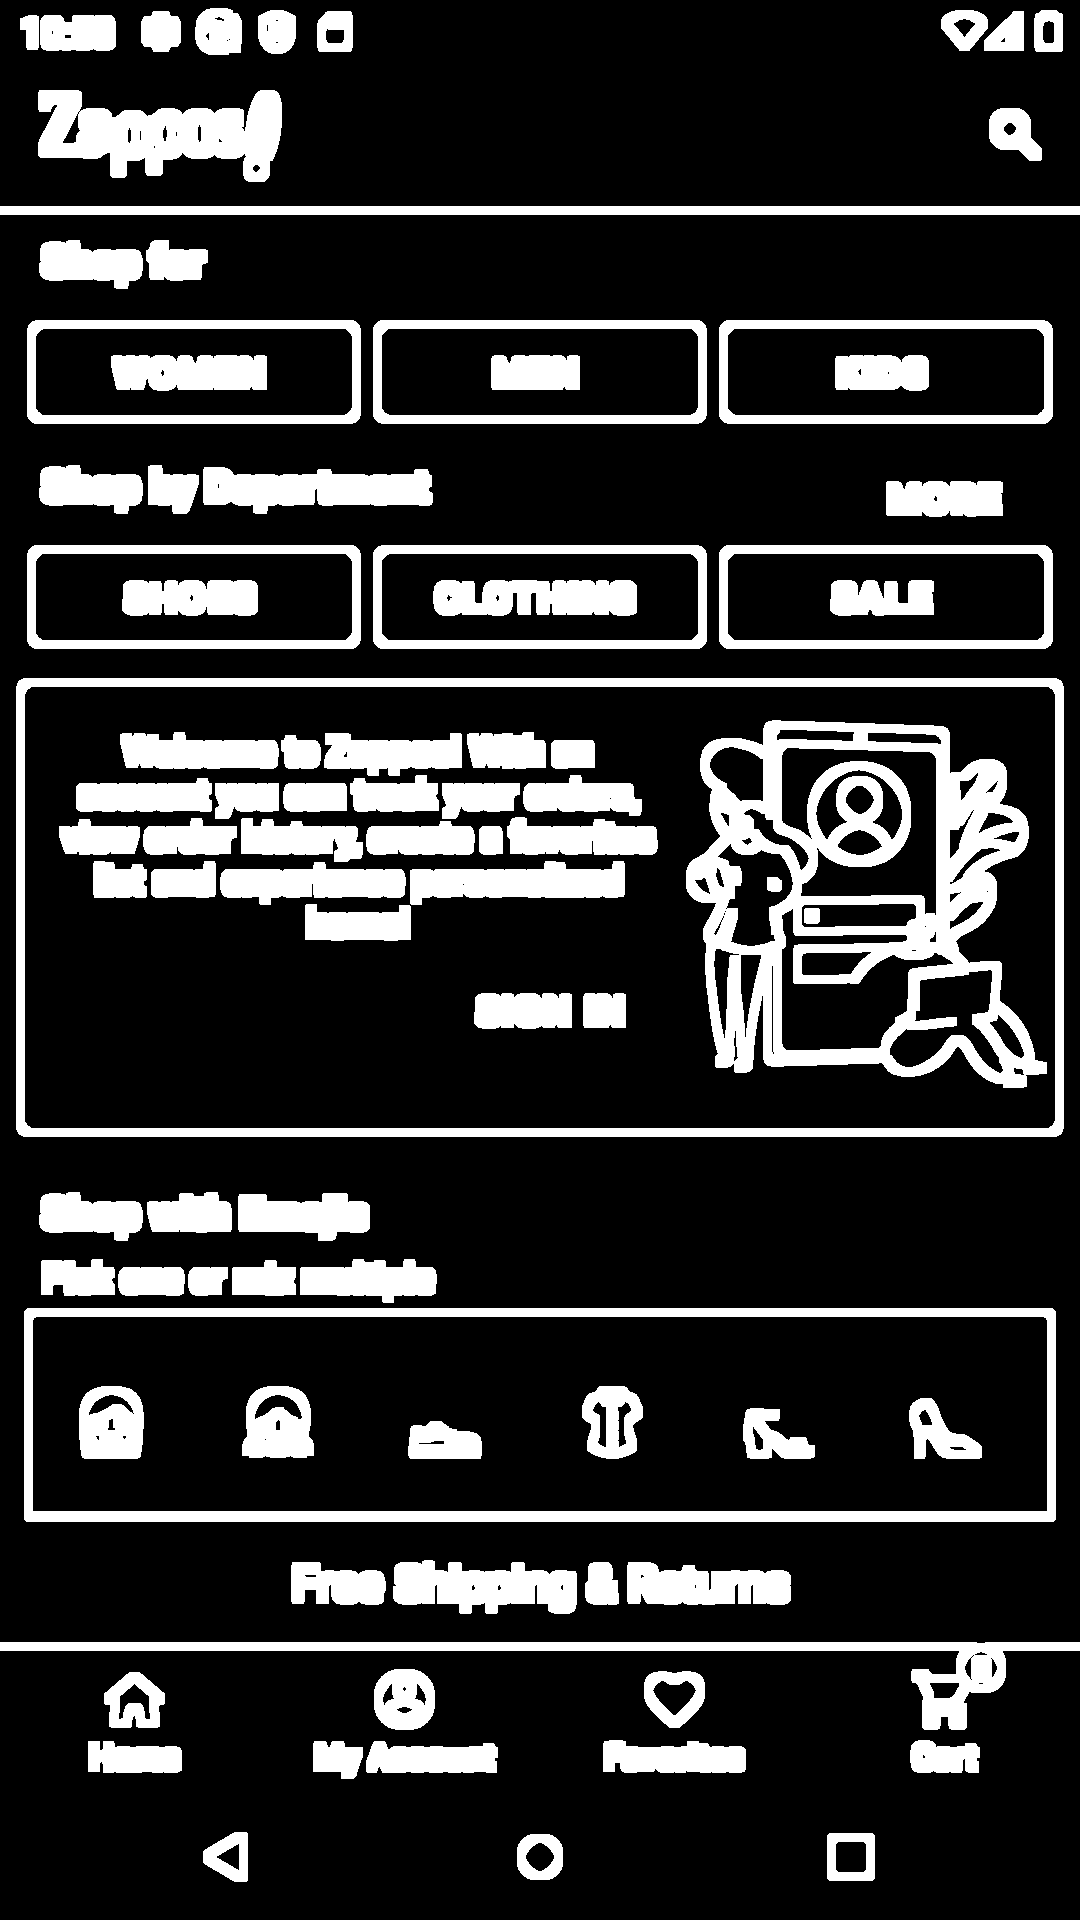 Zappos!
Shop for
WOMEN MEN KIDS
Shop by Department
MORE
SHOES CLOTHING SALE
Welcome to Zappos! With an
account you can track your orders,
view order history, create a favorites
list and experience personalized
home!
SIGN IN
Shop with Emojis
Pick one or mix multiple
Free Shipping & Returns
Home My Account Favorites Cart